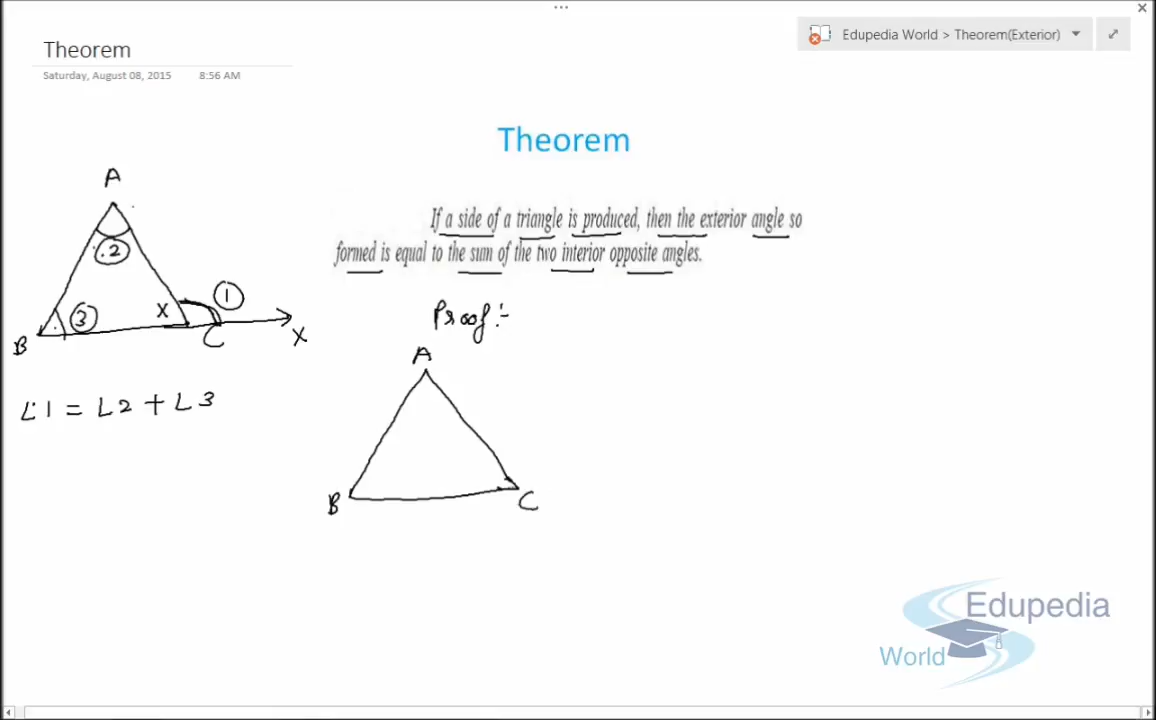 Edupedia World > Theorem(Exterior)
Theorem
Saturday, August 08, 2015 8:56 AM
Theorem
If a side of a triangle is produced, then the exterior angle so
formed is equal to the sum of the two interior opposite angles.
A
2
1
3
X
B
C
X
∠1 = ∠2 + ∠3
Proof :-
A
B
C
Edupedia
World